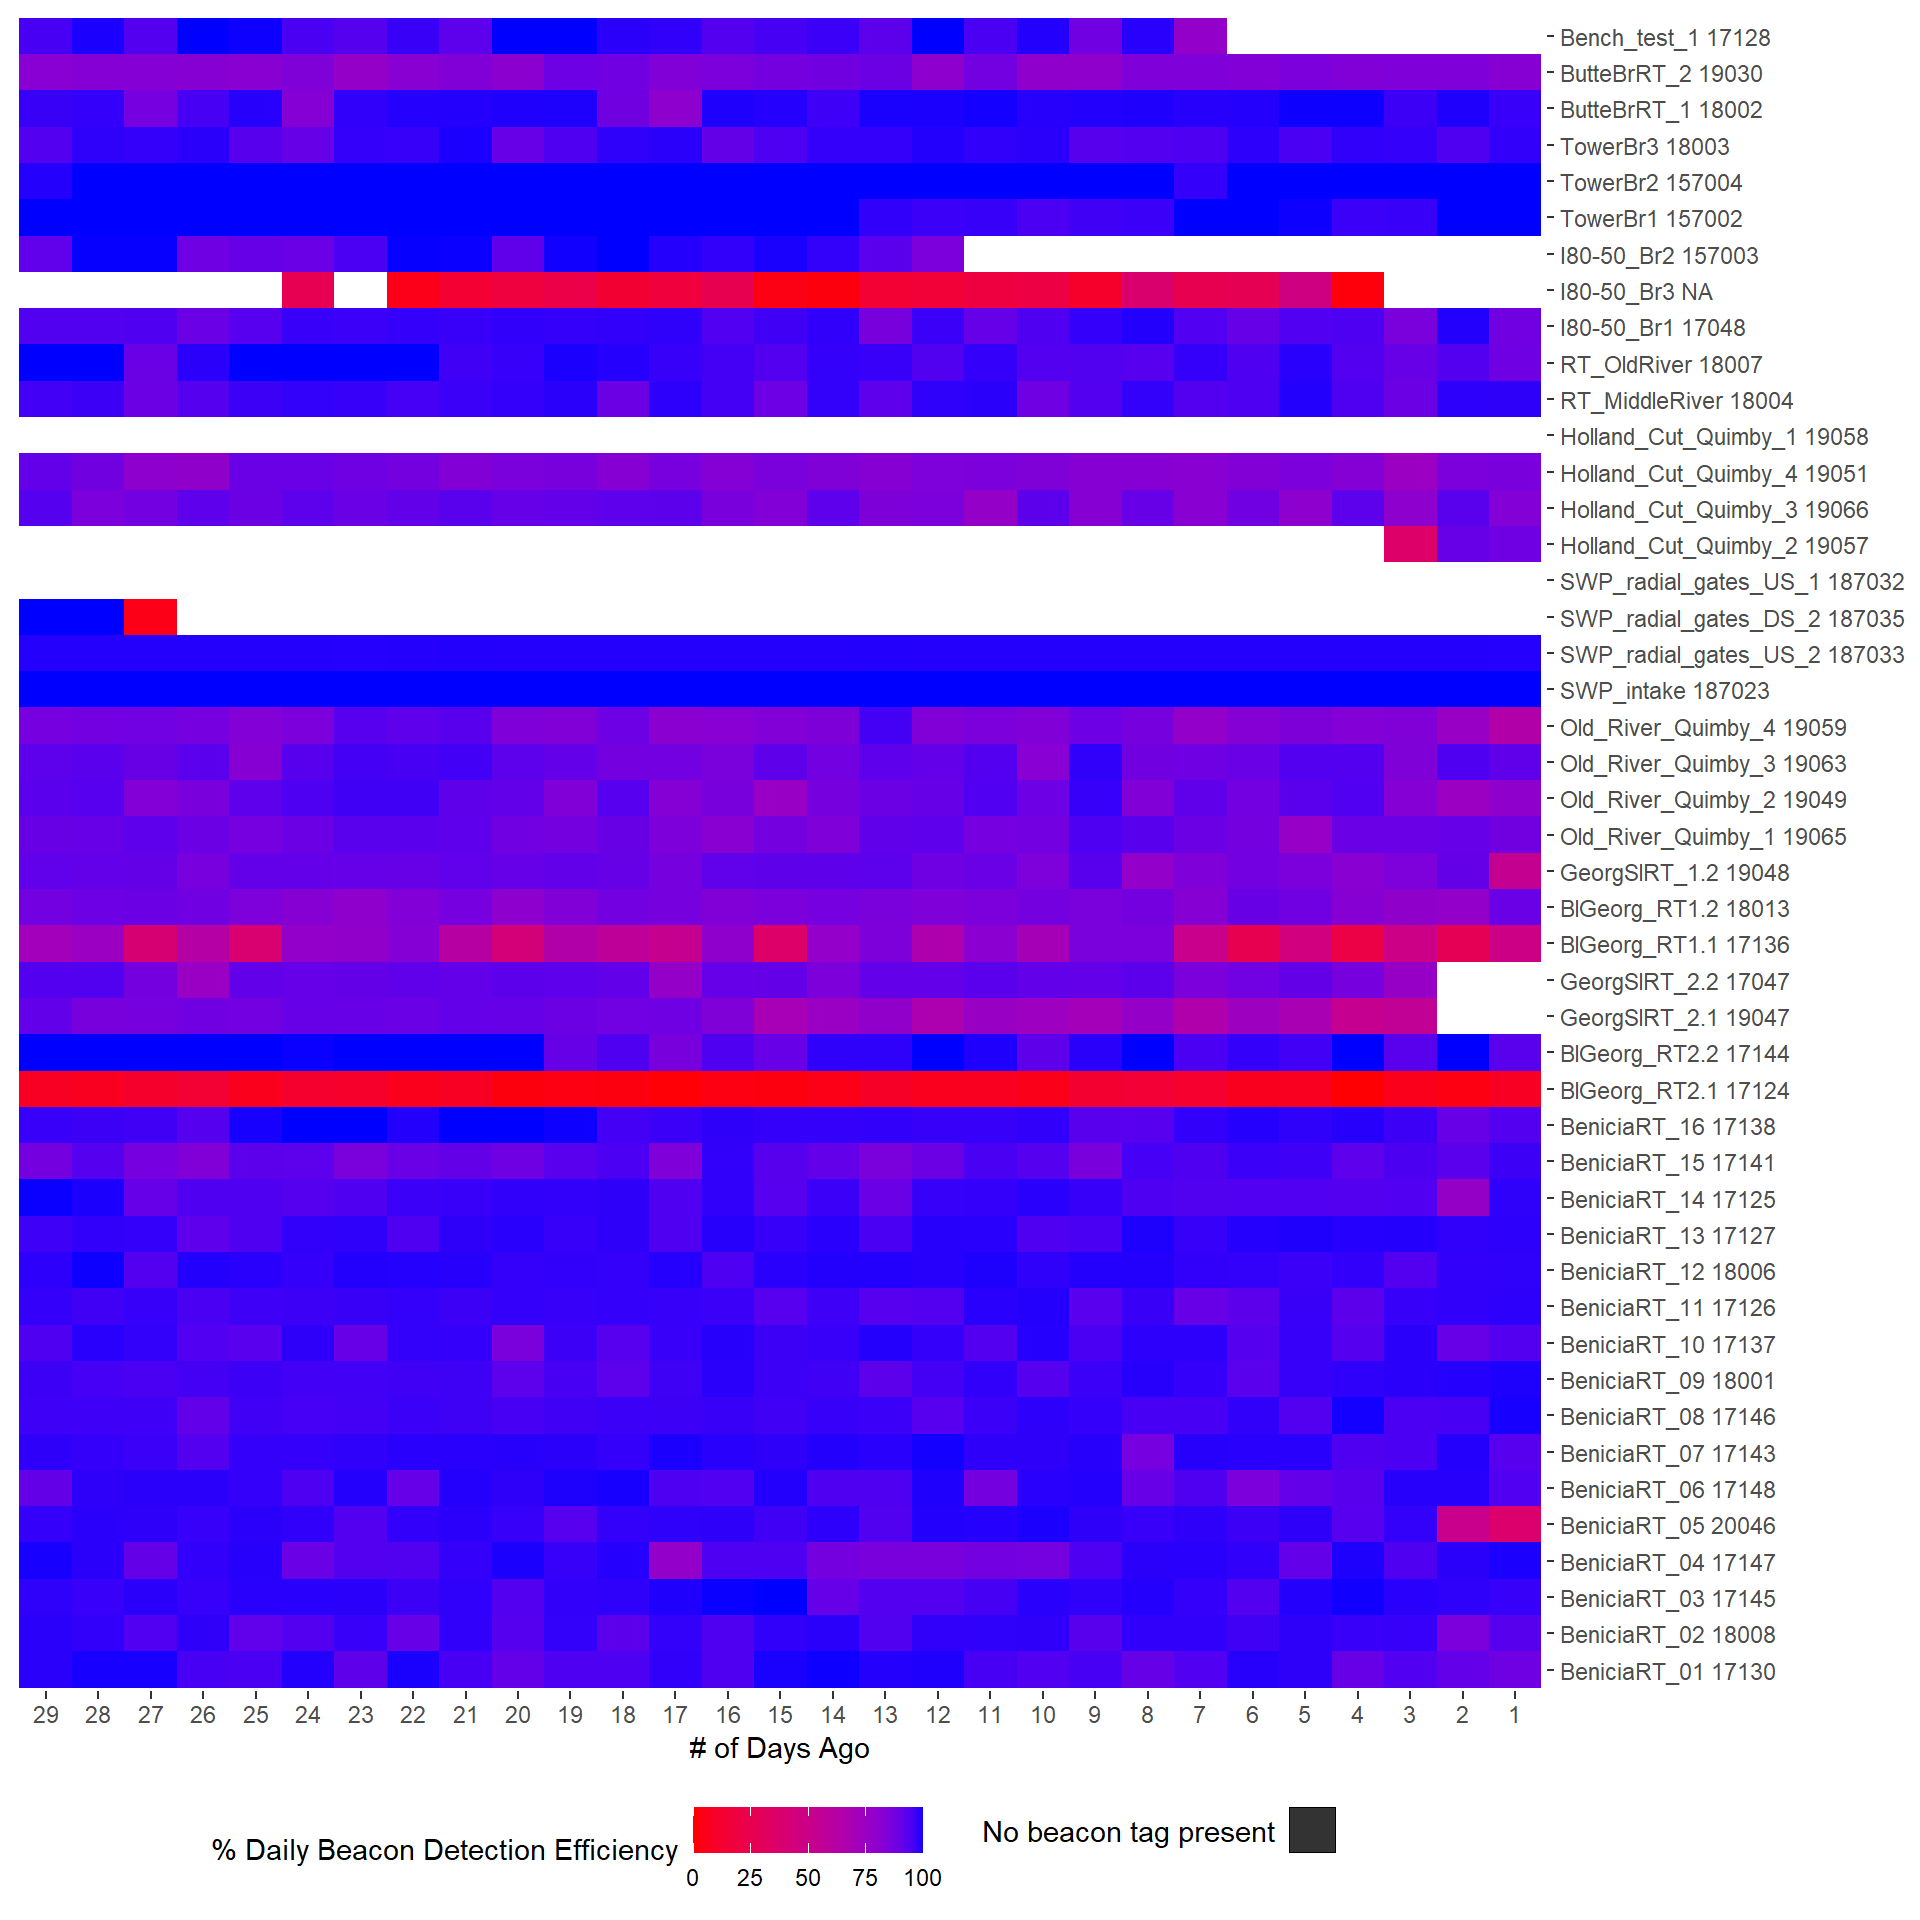 Bench_test_1 17128
ButteBrRT_2 19030
ButteBrRT_1 18002
TowerBr3 18003
TowerBr2 157004
TowerBr1 157002
I80-50_Br2 157003
I80-50_Br3 NA
I80-50_Br1 17048
RT_OldRiver 18007
RT_MiddleRiver 18004
Holland_Cut_Quimby_1 19058
Holland_Cut_Quimby_4 19051
Holland_Cut_Quimby_3 19066
Holland_Cut_Quimby_2 19057
SWP_radial_gates_US_1 187032
SWP_radial_gates_DS_2 187035
SWP_radial_gates_US_2 187033
SWP_intake 187023
Old_River_Quimby_4 19059
Old_River_Quimby_3 19063
Old_River_Quimby_2 19049
Old_River_Quimby_1 19065
GeorgSlRT_1.2 19048
BlGeorg_RT1.2 18013
BlGeorg_RT1.1 17136
GeorgSlRT_2.2 17047
GeorgSlRT_2.1 19047
BlGeorg_RT2.2 17144
BlGeorg_RT2.1 17124
BeniciaRT_16 17138
BeniciaRT_15 17141
BeniciaRT_14 17125
BeniciaRT_13 17127
BeniciaRT_12 18006
BeniciaRT_11 17126
BeniciaRT_10 17137
BeniciaRT_09 18001
BeniciaRT_08 17146
BeniciaRT_07 17143
BeniciaRT_06 17148
BeniciaRT_05 20046
BeniciaRT_04 17147
BeniciaRT_03 17145
BeniciaRT_02 18008
BeniciaRT_01 17130
29 28 27 26 25 24 23 22 21 20 19 18 17 16 15 14 13 12 11 10 9 8 7 6 5 4 3 2 1
# of Days Ago
% Daily Beacon Detection Efficiency
0 25 50 75 100
No beacon tag present